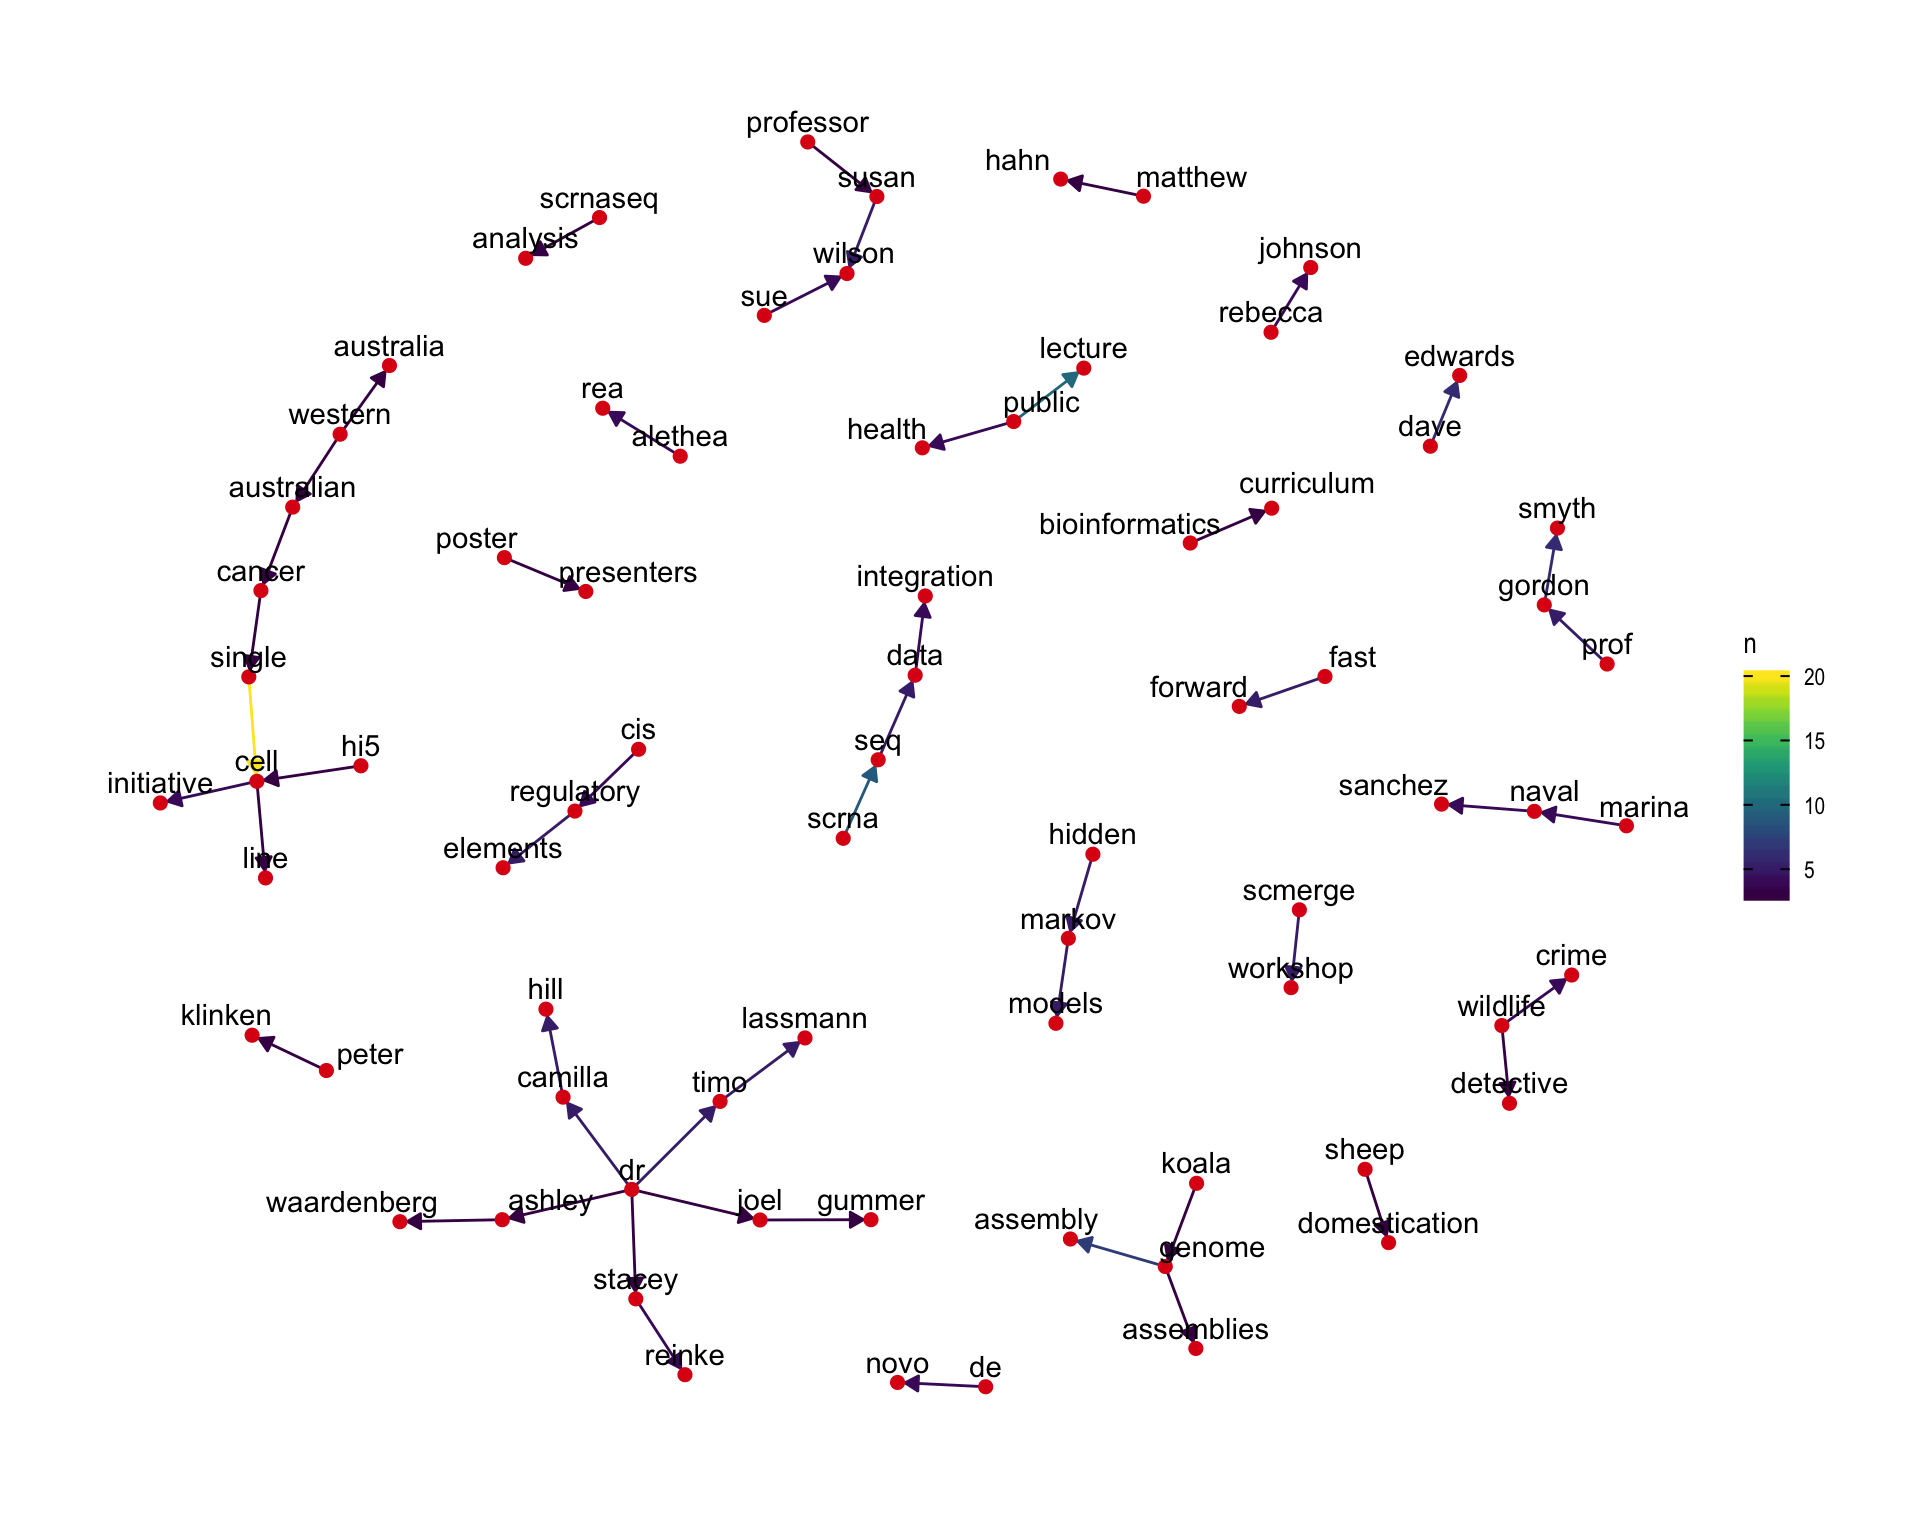 professor
hahn
matthew
susan
scrnaseq
analysis
wilson
johnson
sue
rebecca
australia
lecture
edwards
rea
western
public
health
alethea
dave
australian
curriculum
smyth
bioinformatics
poster
cancer
presenters
integration
gordon
prof
n
single
data
fast
20
forward
cis
seq
15
cell
hi5
initiative
regulatory
sanchez
naval
marina
10
scrna
hidden
line
elements
5
scmerge
markov
crime
workshop
hill
models
wildlife
klinken
lassmann
peter
camilla
timo
detective
sheep
koala
dr
waardenberg
ashley
joel
gummer
assembly
domestication
genome
stacey
assemblies
reinke
novo
de